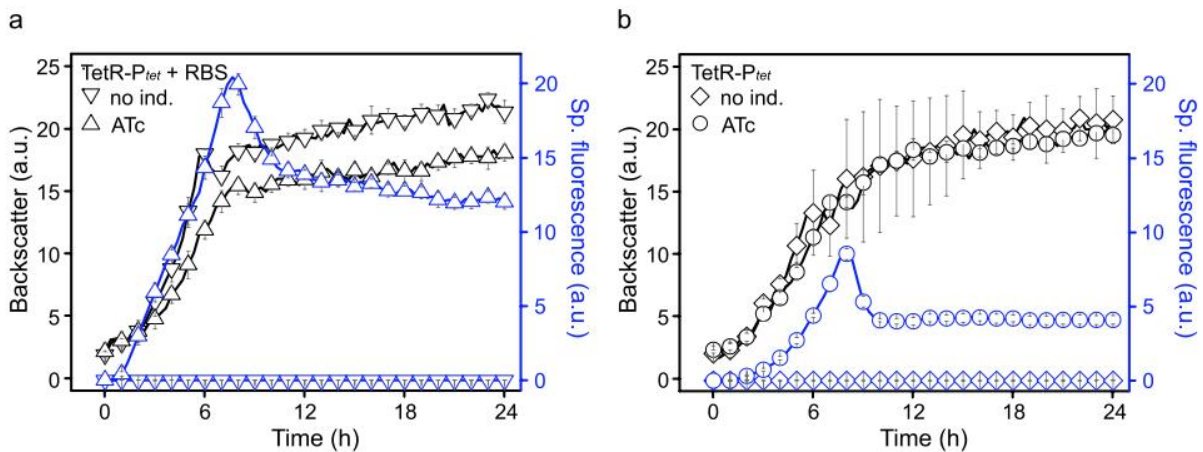 a
TetR-Ptet + RBS
no ind.
ATc
Backscatter (a.u.)
25
20
15
10
5
0
Sp. fluorescence (a.u.)
20
15
10
5
0
0 6 12 18 24
Time (h)
b
TetR-Ptet
no ind.
ATc
Backscatter (a.u.)
25
20
15
10
5
0
Sp. fluorescence (a.u.)
20
15
10
5
0
0 6 12 18 24
Time (h)